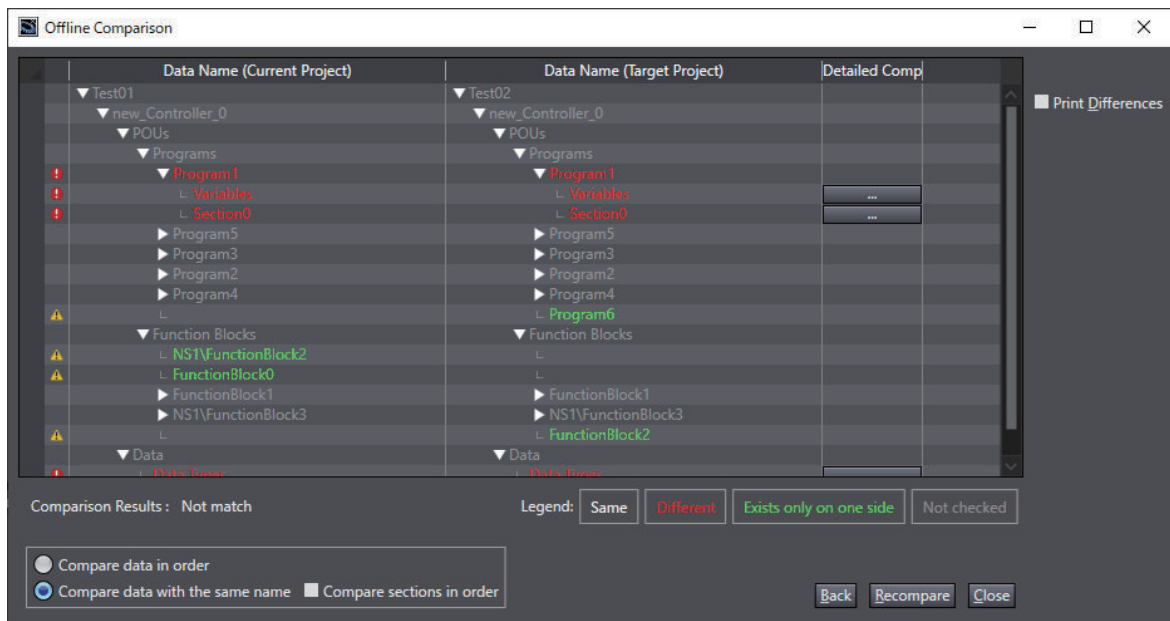 Offline Comparison
Data Name (Current Project) Data Name (Target Project) Detailed Comp
Test01 Test02
new_Controller_0 new_Controller_0
POUs POUs
Programs Programs
Program1 Program1
Variables Variables ...
Section0 Section0 ...
Program5 Program5
Program3 Program3
Program2 Program2
Program4 Program4
Program6
Function Blocks Function Blocks
NS1\FunctionBlock2
FunctionBlock0
FunctionBlock1 FunctionBlock1
NS1\FunctionBlock3 NS1\FunctionBlock3
FunctionBlock2
Data Data
Data Types Data Types
Print Differences
Comparison Results : Not match Legend: Same Different Exists only on one side Not checked
Compare data in order
Compare data with the same name Compare sections in order
Back Recompare Close